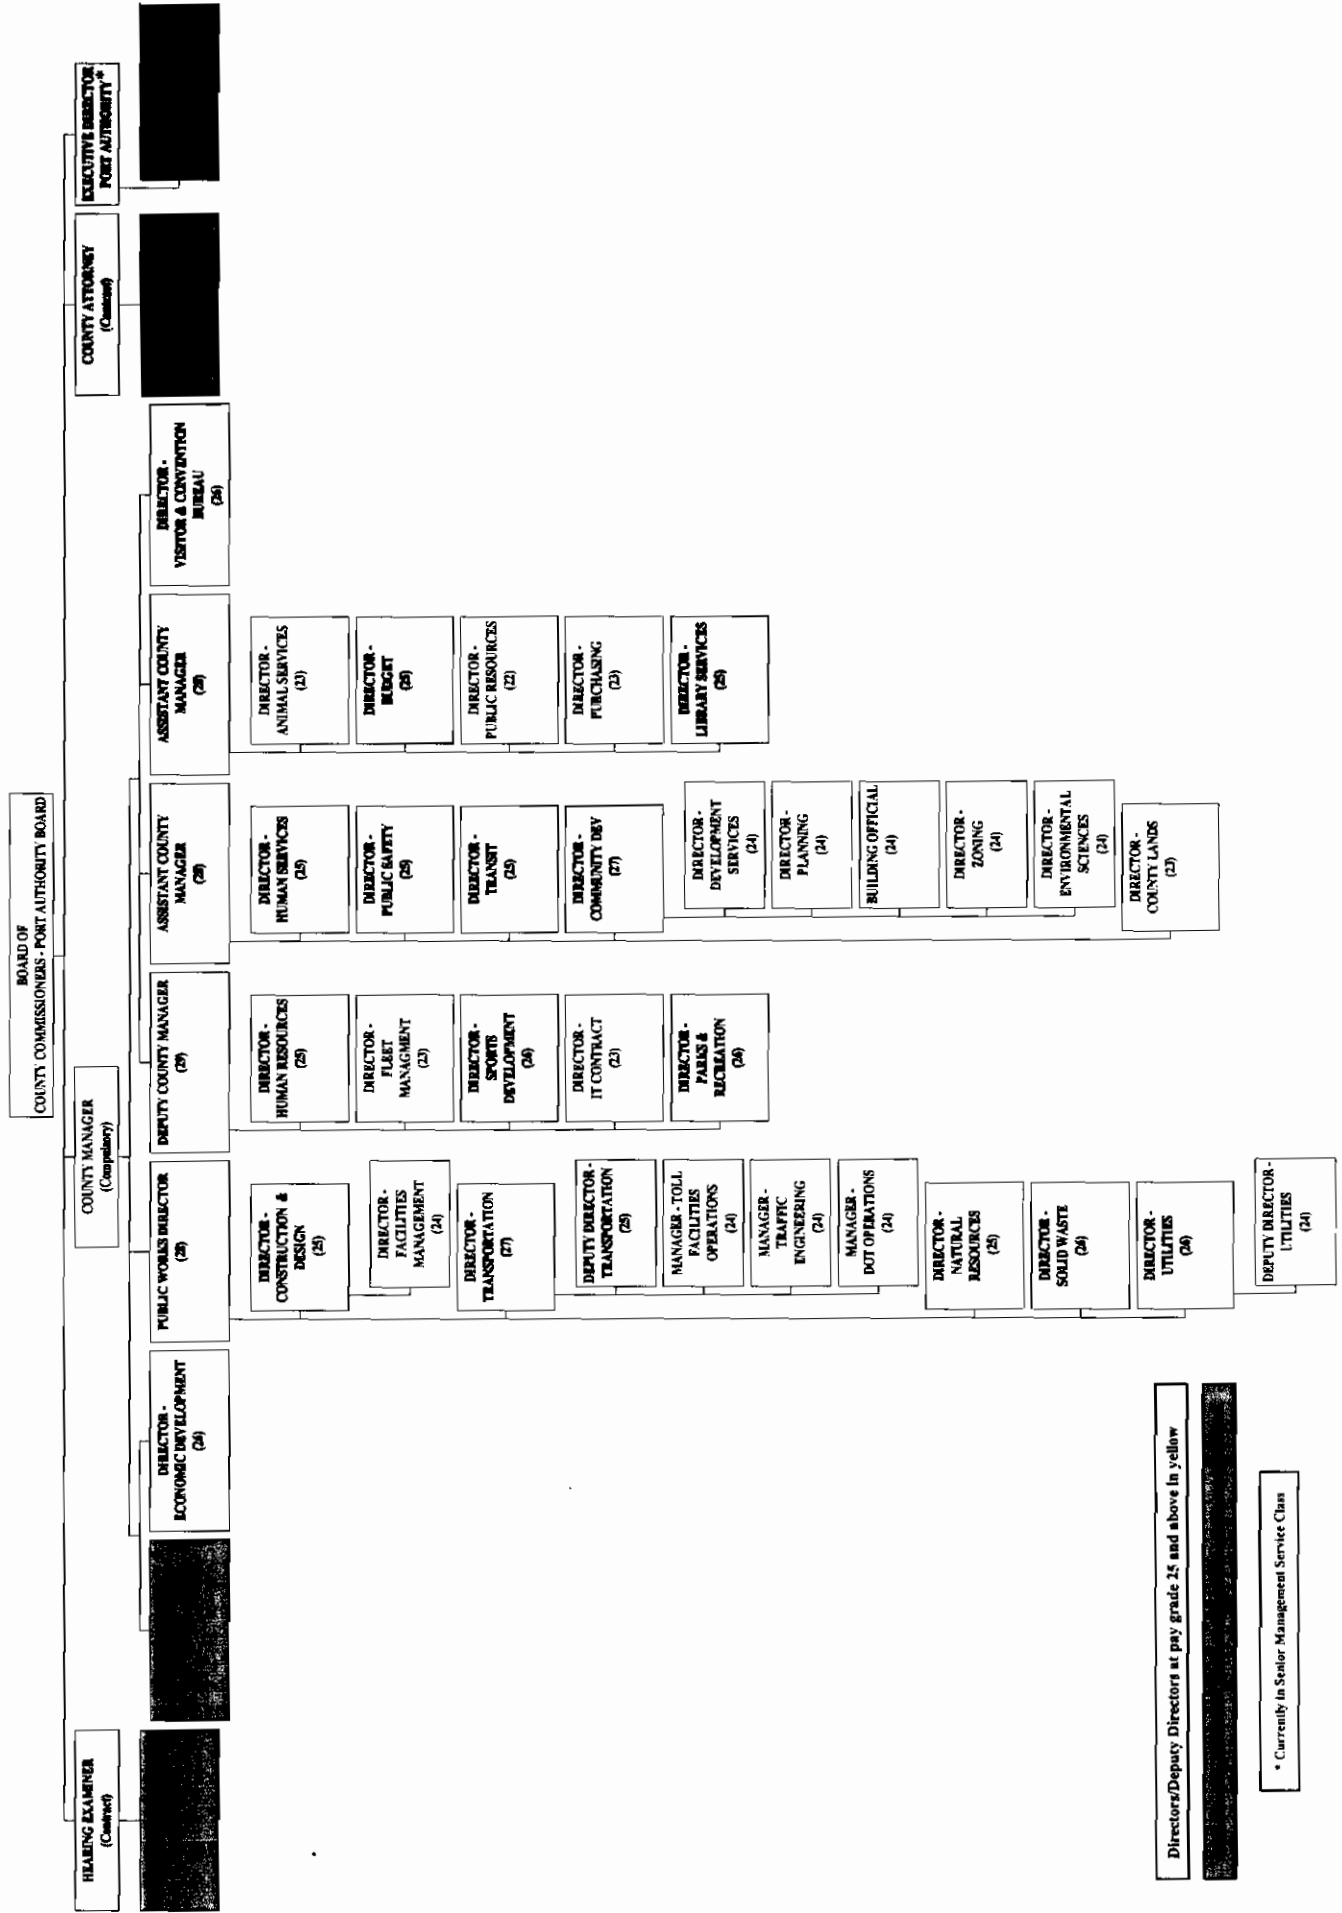 BOARD OF
COUNTY COMMISSIONERS - PORT AUTHORITY BOARD
HEARING EXAMINER
(Contract)
COUNTY MANAGER
(Compulsory)
COUNTY ATTORNEY
(Contract)
EXECUTIVE DIRECTOR
PORT AUTHORITY*
DIRECTOR -
ECONOMIC DEVELOPMENT
(26)
PUBLIC WORKS DIRECTOR
(28)
DEPUTY COUNTY MANAGER
(29)
ASSISTANT COUNTY
MANAGER
(28)
ASSISTANT COUNTY
MANAGER
(28)
DIRECTOR -
VISITOR & CONVENTION
BUREAU
(26)
DIRECTOR -
CONSTRUCTION &
DESIGN
(25)
DIRECTOR -
FACILITIES
MANAGEMENT
(24)
DIRECTOR -
TRANSPORTATION
(27)
DEPUTY DIRECTOR -
TRANSPORTATION
(25)
MANAGER - TOLL
FACILITIES
OPERATIONS
(24)
MANAGER -
TRAFFIC
ENGINEERING
(24)
MANAGER -
DOT OPERATIONS
(24)
DIRECTOR -
NATURAL
RESOURCES
(25)
DIRECTOR -
SOLID WASTE
(26)
DIRECTOR -
UTILITIES
(26)
DEPUTY DIRECTOR -
UTILITIES
(24)
DIRECTOR -
HUMAN RESOURCES
(25)
DIRECTOR -
FLEET
MANAGMENT
(23)
DIRECTOR -
SPORTS
DEVELOPMENT
(26)
DIRECTOR -
IT CONTRACT
(23)
DIRECTOR
PARKS &
RECREATION
(26)
DIRECTOR -
HUMAN SERVICES
(25)
DIRECTOR -
PUBLIC SAFETY
(25)
DIRECTOR -
TRANSIT
(25)
DIRECTOR -
COMMUNITY DEV
(27)
DIRECTOR -
DEVELOPMENT
SERVICES
(24)
DIRECTOR -
PLANNING
(24)
BUILDING OFFICIAL
(24)
DIRECTOR -
ZONING
(24)
DIRECTOR -
ENVIRONMENTAL
SCIENCES
(24)
DIRECTOR -
COUNTY LANDS
(23)
DIRECTOR -
ANIMAL SERVICES
(23)
DIRECTOR -
BUDGET
DIRECTOR -
PUBLIC RESOURCES
(22)
DIRECTOR -
PURCHASING
(23)
DIRECTOR -
LIBRARY SERVICES
(25)
Directors/Deputy Directors at pay grade 25 and above in yellow
* Currently in Senior Management Service Class